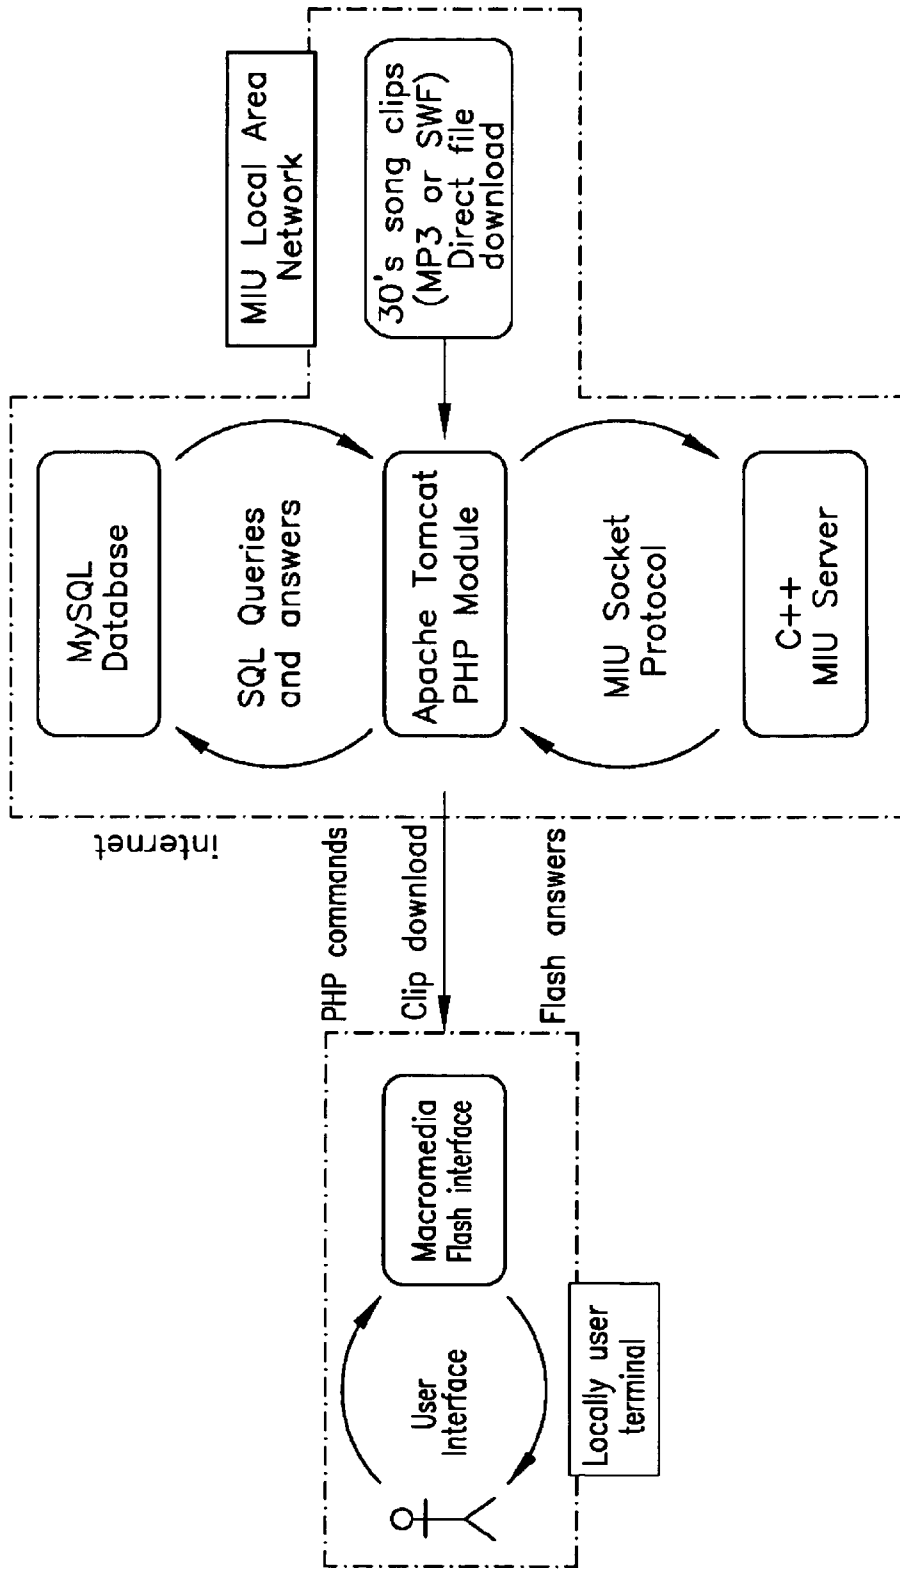 MIU Local Area
Network
30's song clips
(MP3 or SWF)
Direct file
download
MySQL
Database
SQL Queries
and answers
Apache Tomcat
PHP Module
MIU Socket
Protocol
C++
MIU Server
internet
PHP commands
Clip download
Flash answers
Macromedia
Flash interface
User
Interface
Locally user
terminal